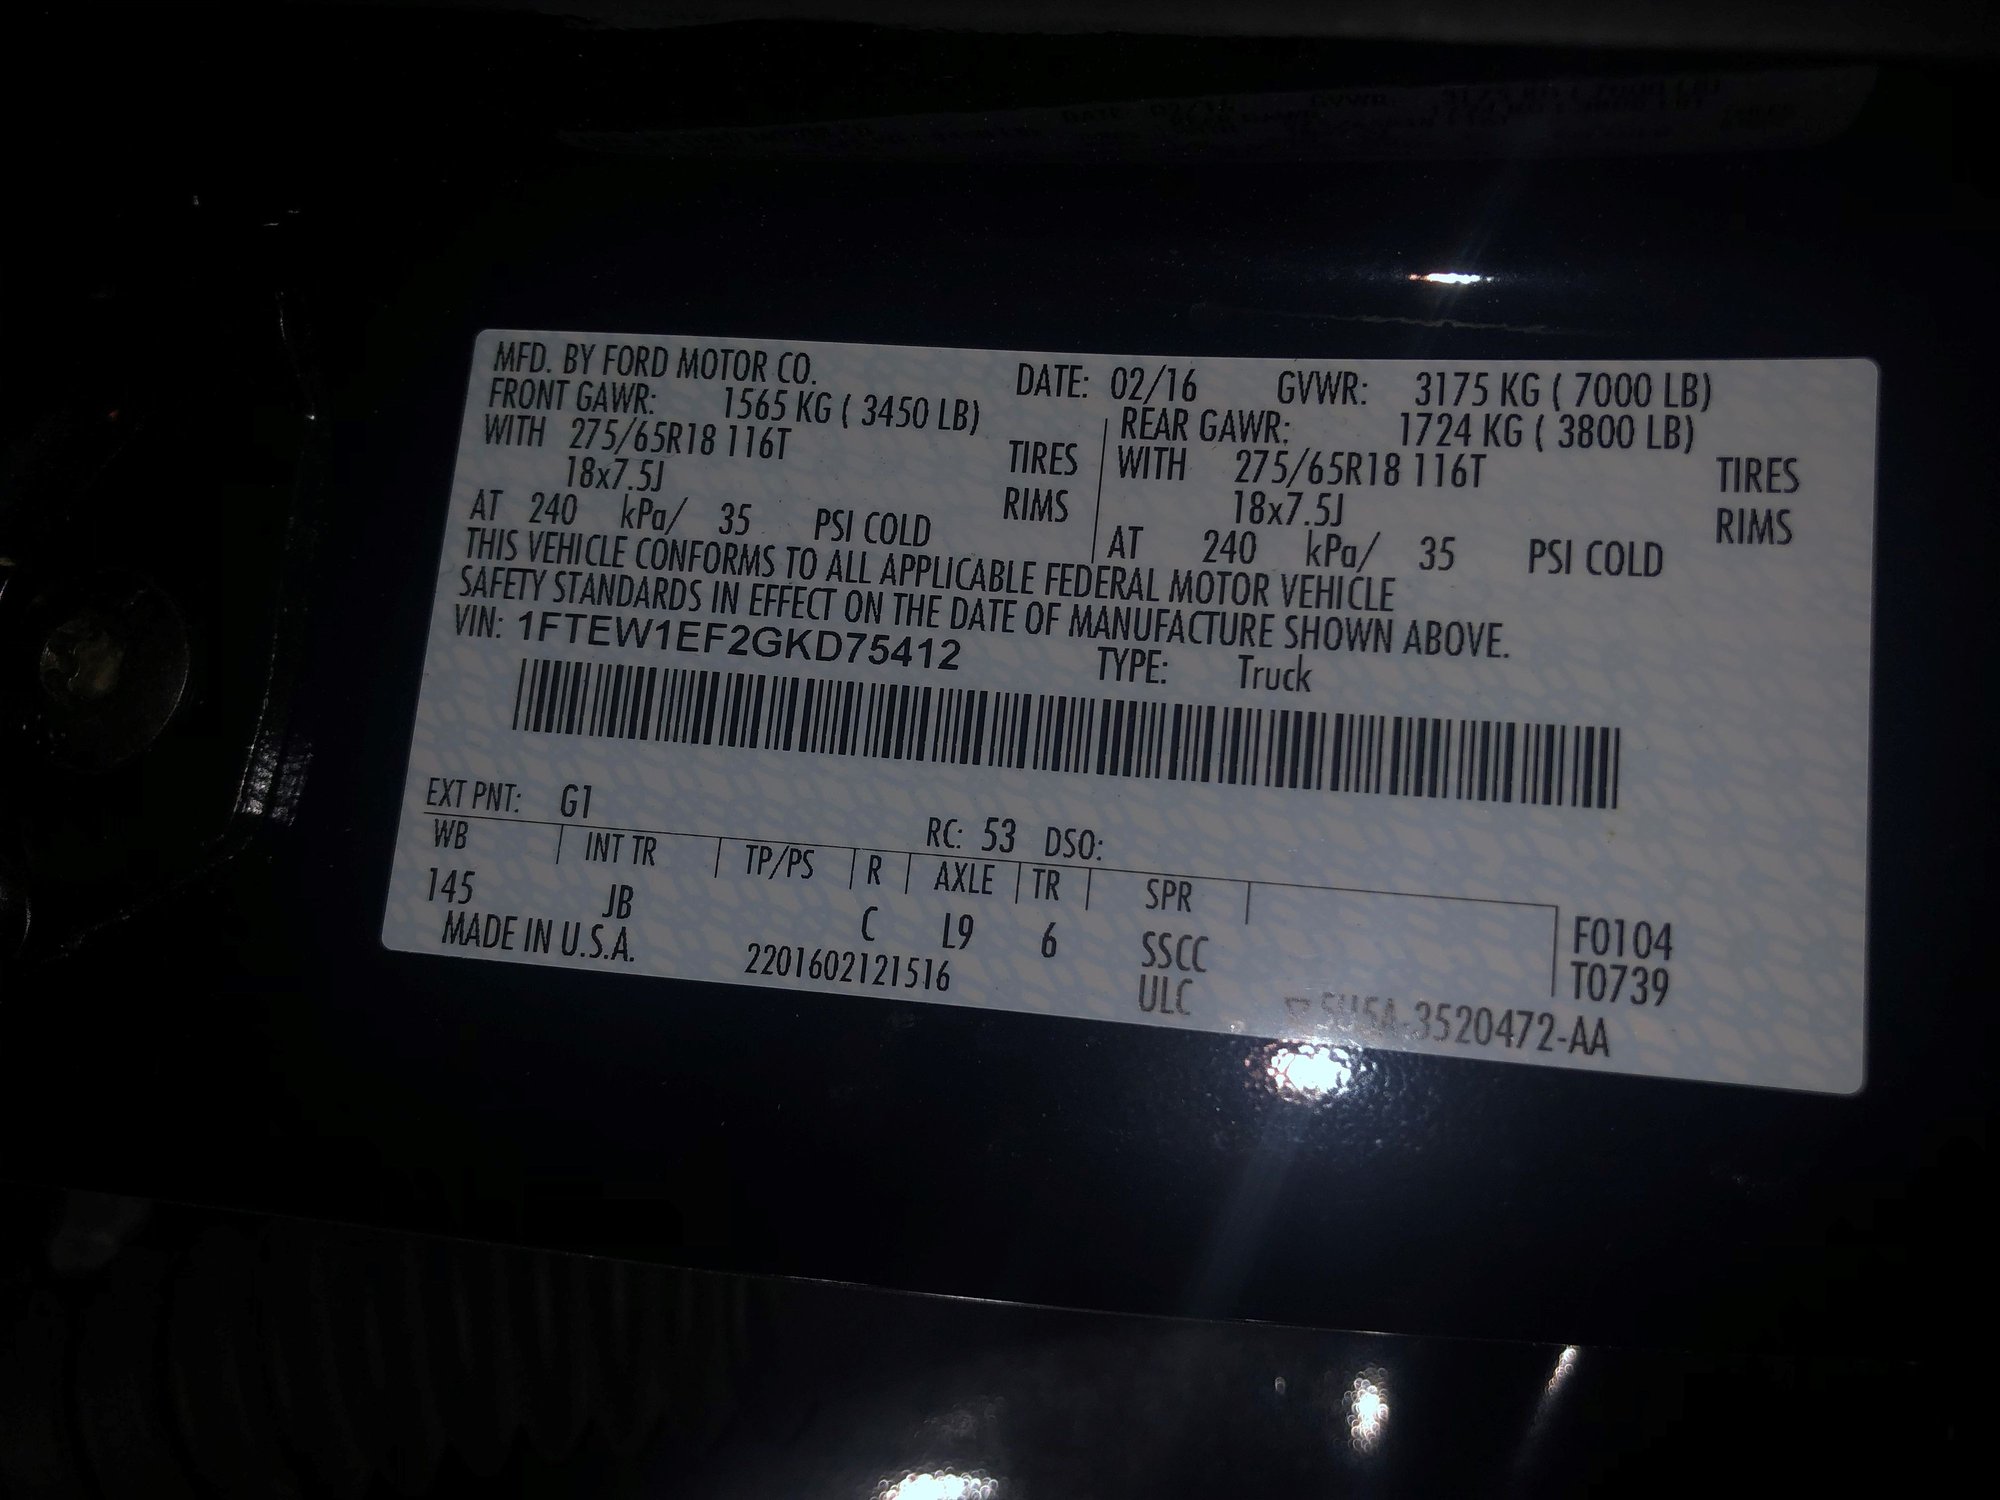 MFD. BY FORD MOTOR CO. DATE: 02/16 GVWR: 3175 KG ( 7000 LB)
FRONT GAWR: 1565 KG ( 3450 LB) REAR GAWR: 1724 KG ( 3800 LB)
WITH 275/65R18 116T TIRES WITH 275/65R18 116T TIRES
18x7.5J RIMS 18x7.5J RIMS
AT 240 kPa/ 35 PSI COLD AT 240 kPa/ 35 PSI COLD
THIS VEHICLE CONFORMS TO ALL APPLICABLE FEDERAL MOTOR VEHICLE
SAFETY STANDARDS IN EFFECT ON THE DATE OF MANUFACTURE SHOWN ABOVE.
VIN: 1FTEW1EF2GKD75412 TYPE: Truck
EXT PNT: G1 RC: 53 DSO:
WB INT TR TP/PS R AXLE TR SPR
145 JB C L9 6 SSCC F0104
MADE IN U.S.A. 2201602121516 ULC T0739
3520472-AA